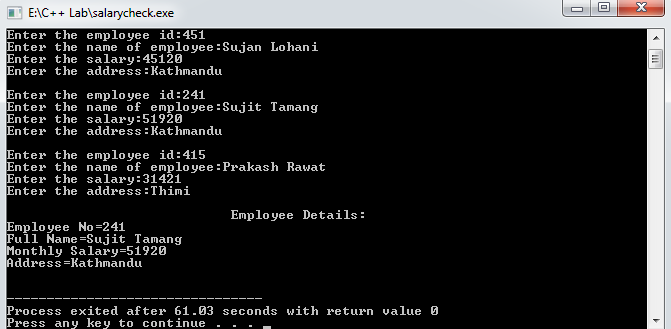 E:\C++ Lab\salarycheck.exe
Enter the employee id:451
Enter the name of employee:Sujan Lohani
Enter the salary:45120
Enter the address:Kathmandu
Enter the employee id:241
Enter the name of employee:Sujit Tamang
Enter the salary:51920
Enter the address:Kathmandu
Enter the employee id:415
Enter the name of employee:Prakash Rawat
Enter the salary:31421
Enter the address:Thimi
Employee Details:
Employee No=241
Full Name=Sujit Tamang
Monthly Salary=51920
Address=Kathmandu
--------------------------------
Process exited after 61.03 seconds with return value 0
Press any key to continue . . . _